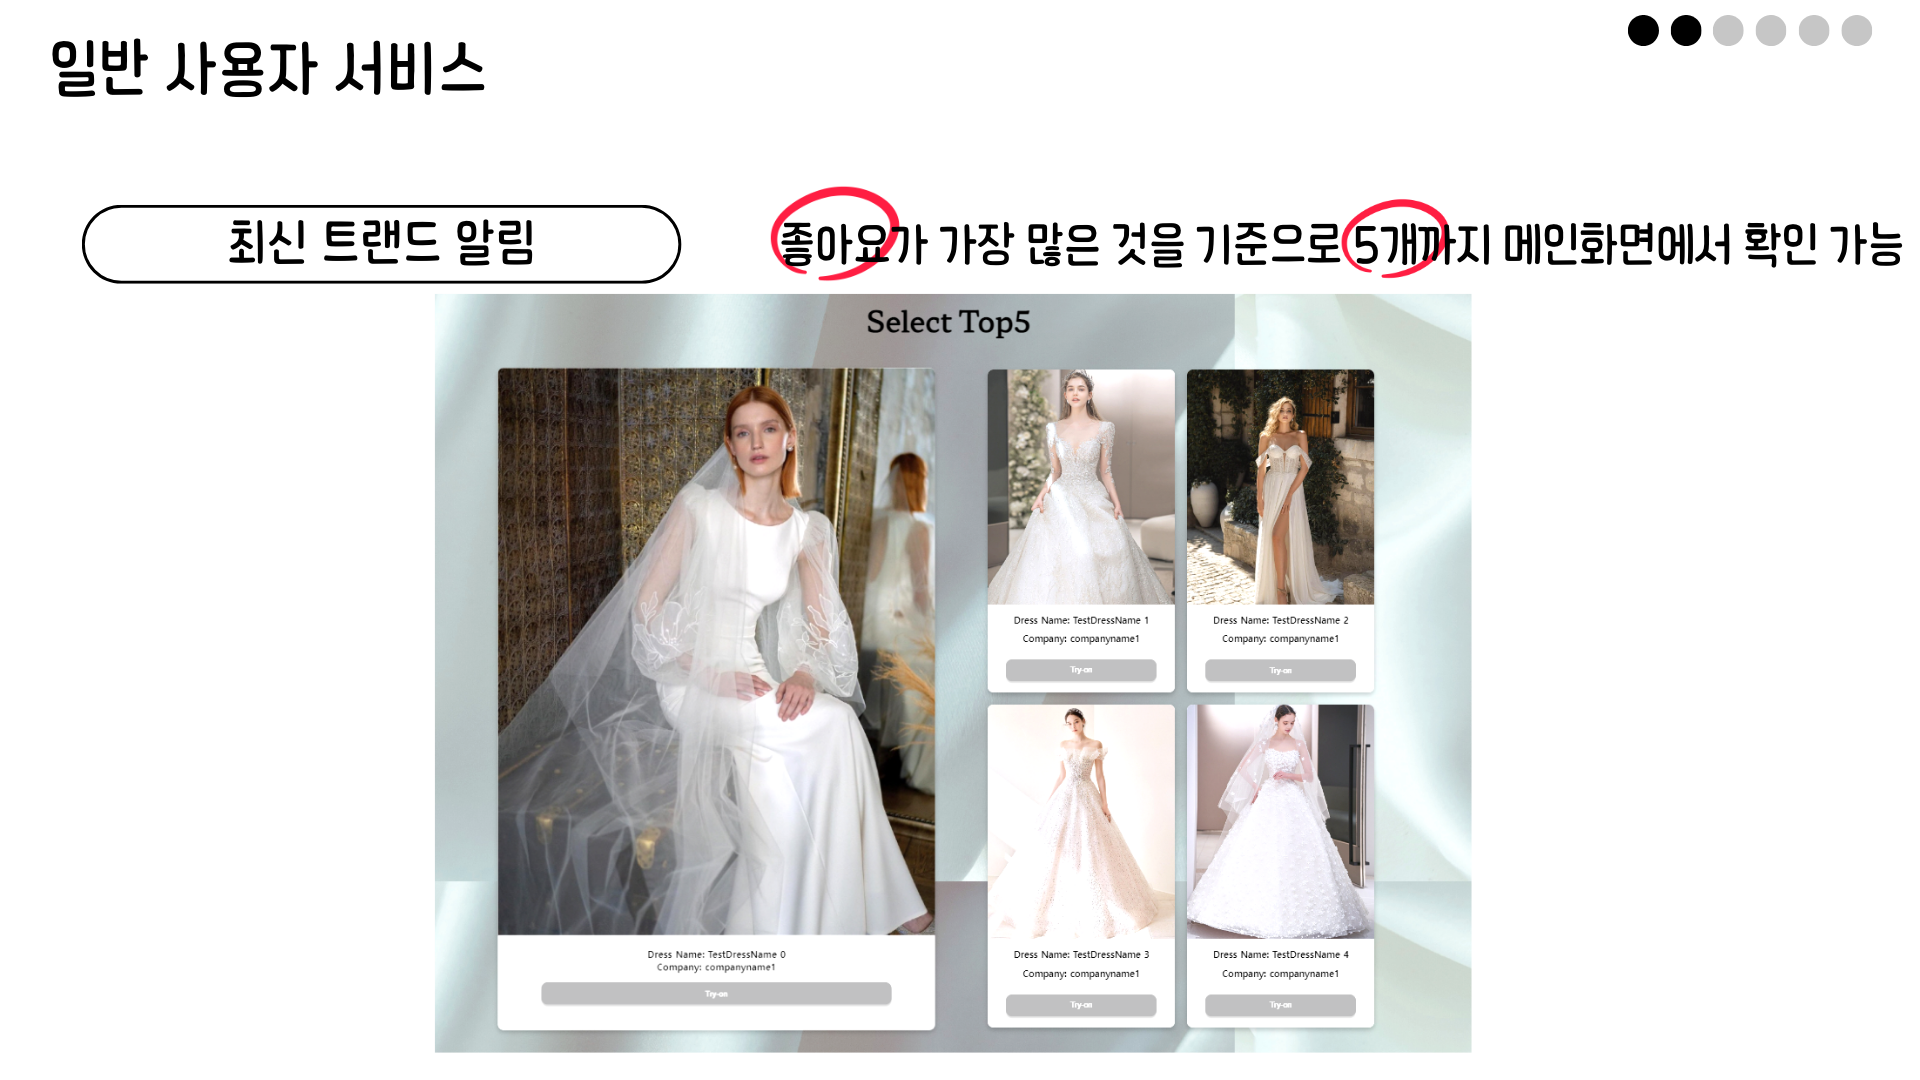 일반 사용자 서비스
최신 트랜드 알림
좋아요가 가장 많은 것을 기준으로 5개까지 메인화면에서 확인 가능
Select Top5
Dress Name: TestDressName 0
Company: companyname1
Try-on
Dress Name: TestDressName 1
Company: companyname1
Try-on
Dress Name: TestDressName 2
Company: companyname1
Try-on
Dress Name: TestDressName 3
Company: companyname1
Try-on
Dress Name: TestDressName 4
Company: companyname1
Try-on